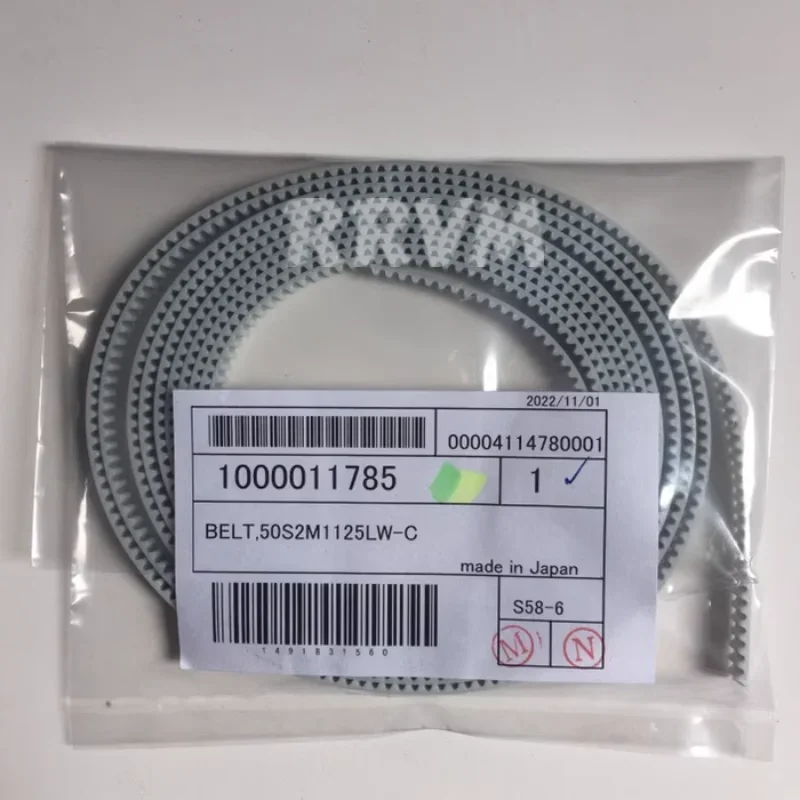 RRVM
2022/11/01
00004114780001
1000011785
1
BELT,50S2M1125LW-C
made in Japan
S58-6
1491831560
M
N